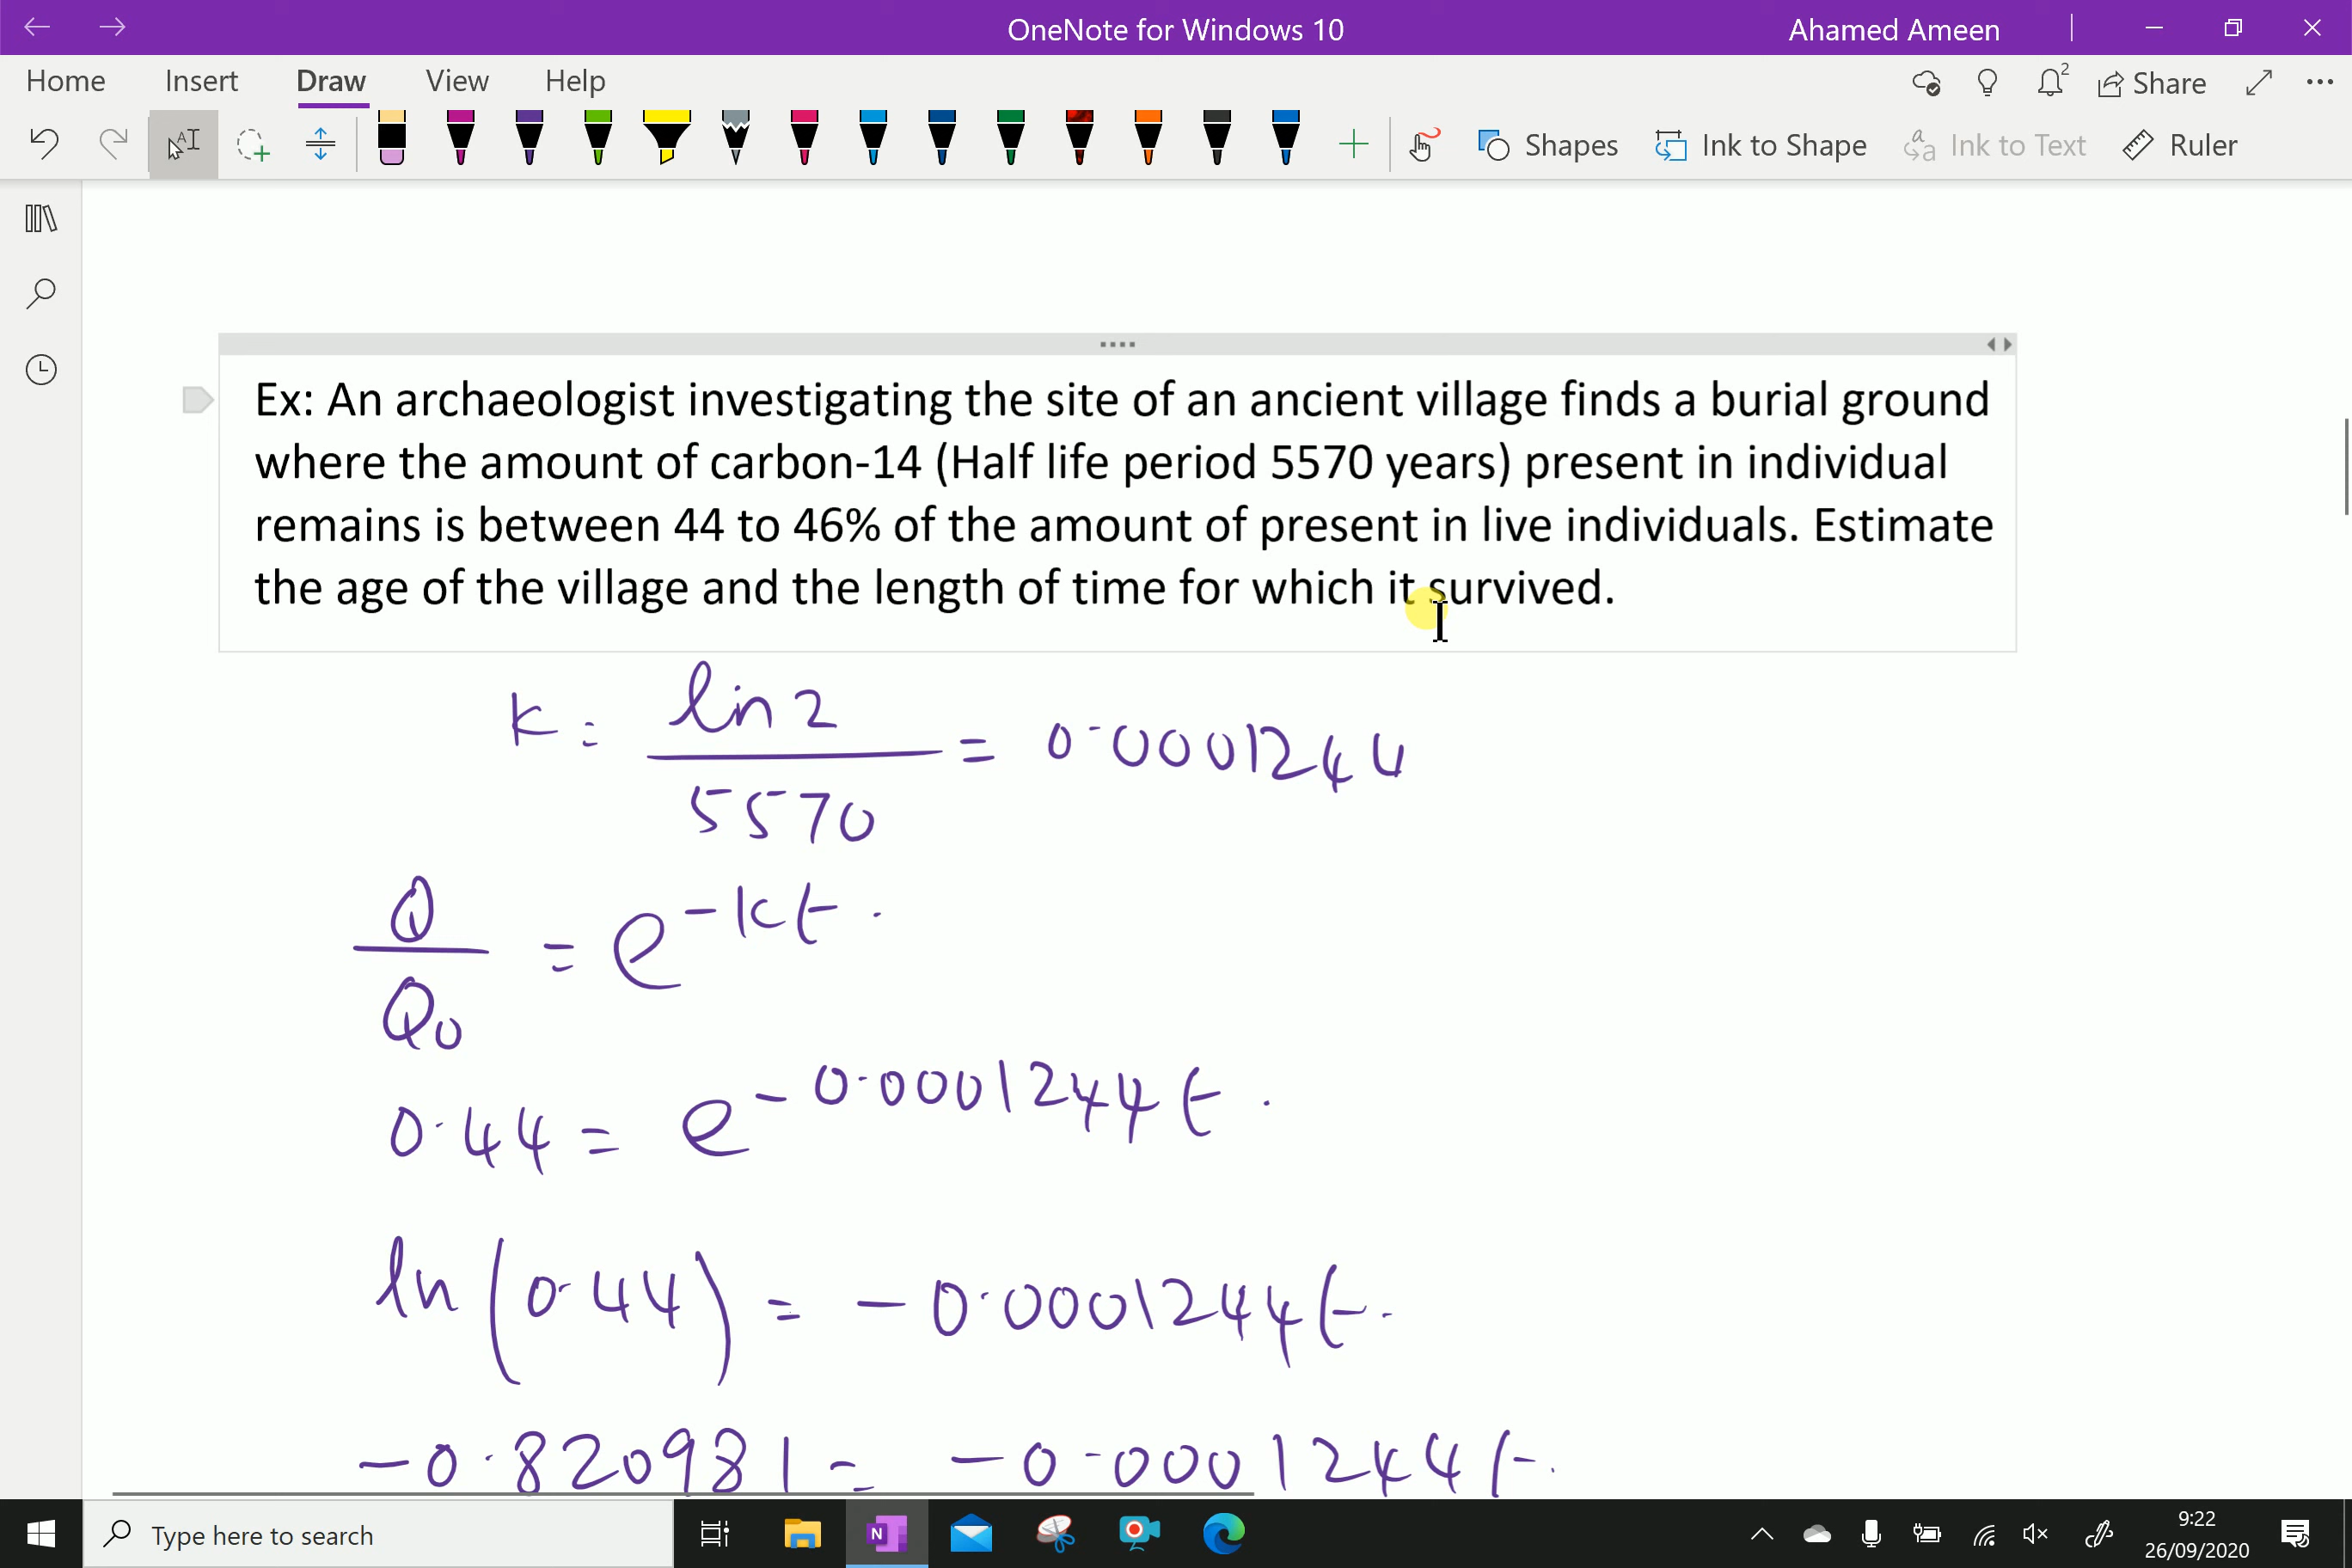 OneNote for Windows 10
Ahamed Ameen
Home Insert Draw View Help
2 Share
Shapes Ink to Shape Ink to Text Ruler
Ex: An archaeologist investigating the site of an ancient village finds a burial ground
where the amount of carbon-14 (Half life period 5570 years) present in individual
remains is between 44 to 46% of the amount of present in live individuals. Estimate
the age of the village and the length of time for which it survived.
k = ln 2 / 5570 = 0.0001244
Q / Q₀ = e^-kt.
0.44 = e^-0.0001244t.
ln(0.44) = -0.0001244t.
-0.820981 = -0.0001244t.
Type here to search
9:22
26/09/2020